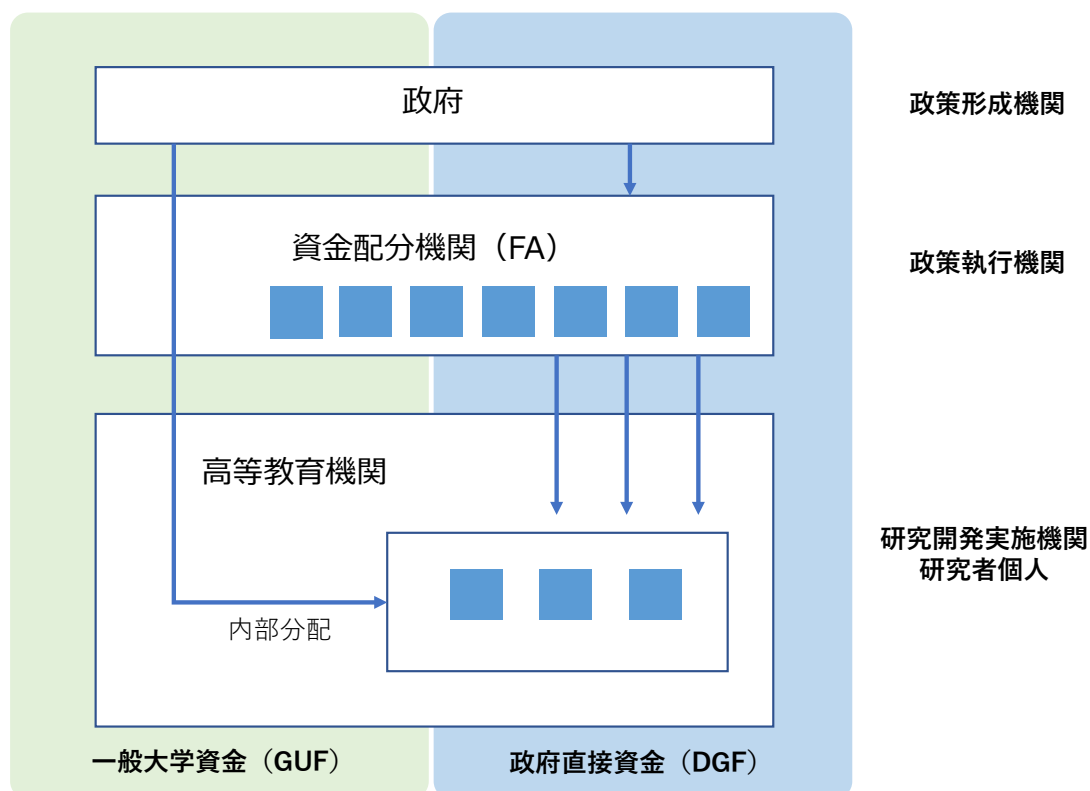 政府
政策形成機関
資金配分機関（FA）
政策執行機関
高等教育機関
研究開発実施機関
研究者個人
内部分配
一般大学資金（GUF）
政府直接資金（DGF）